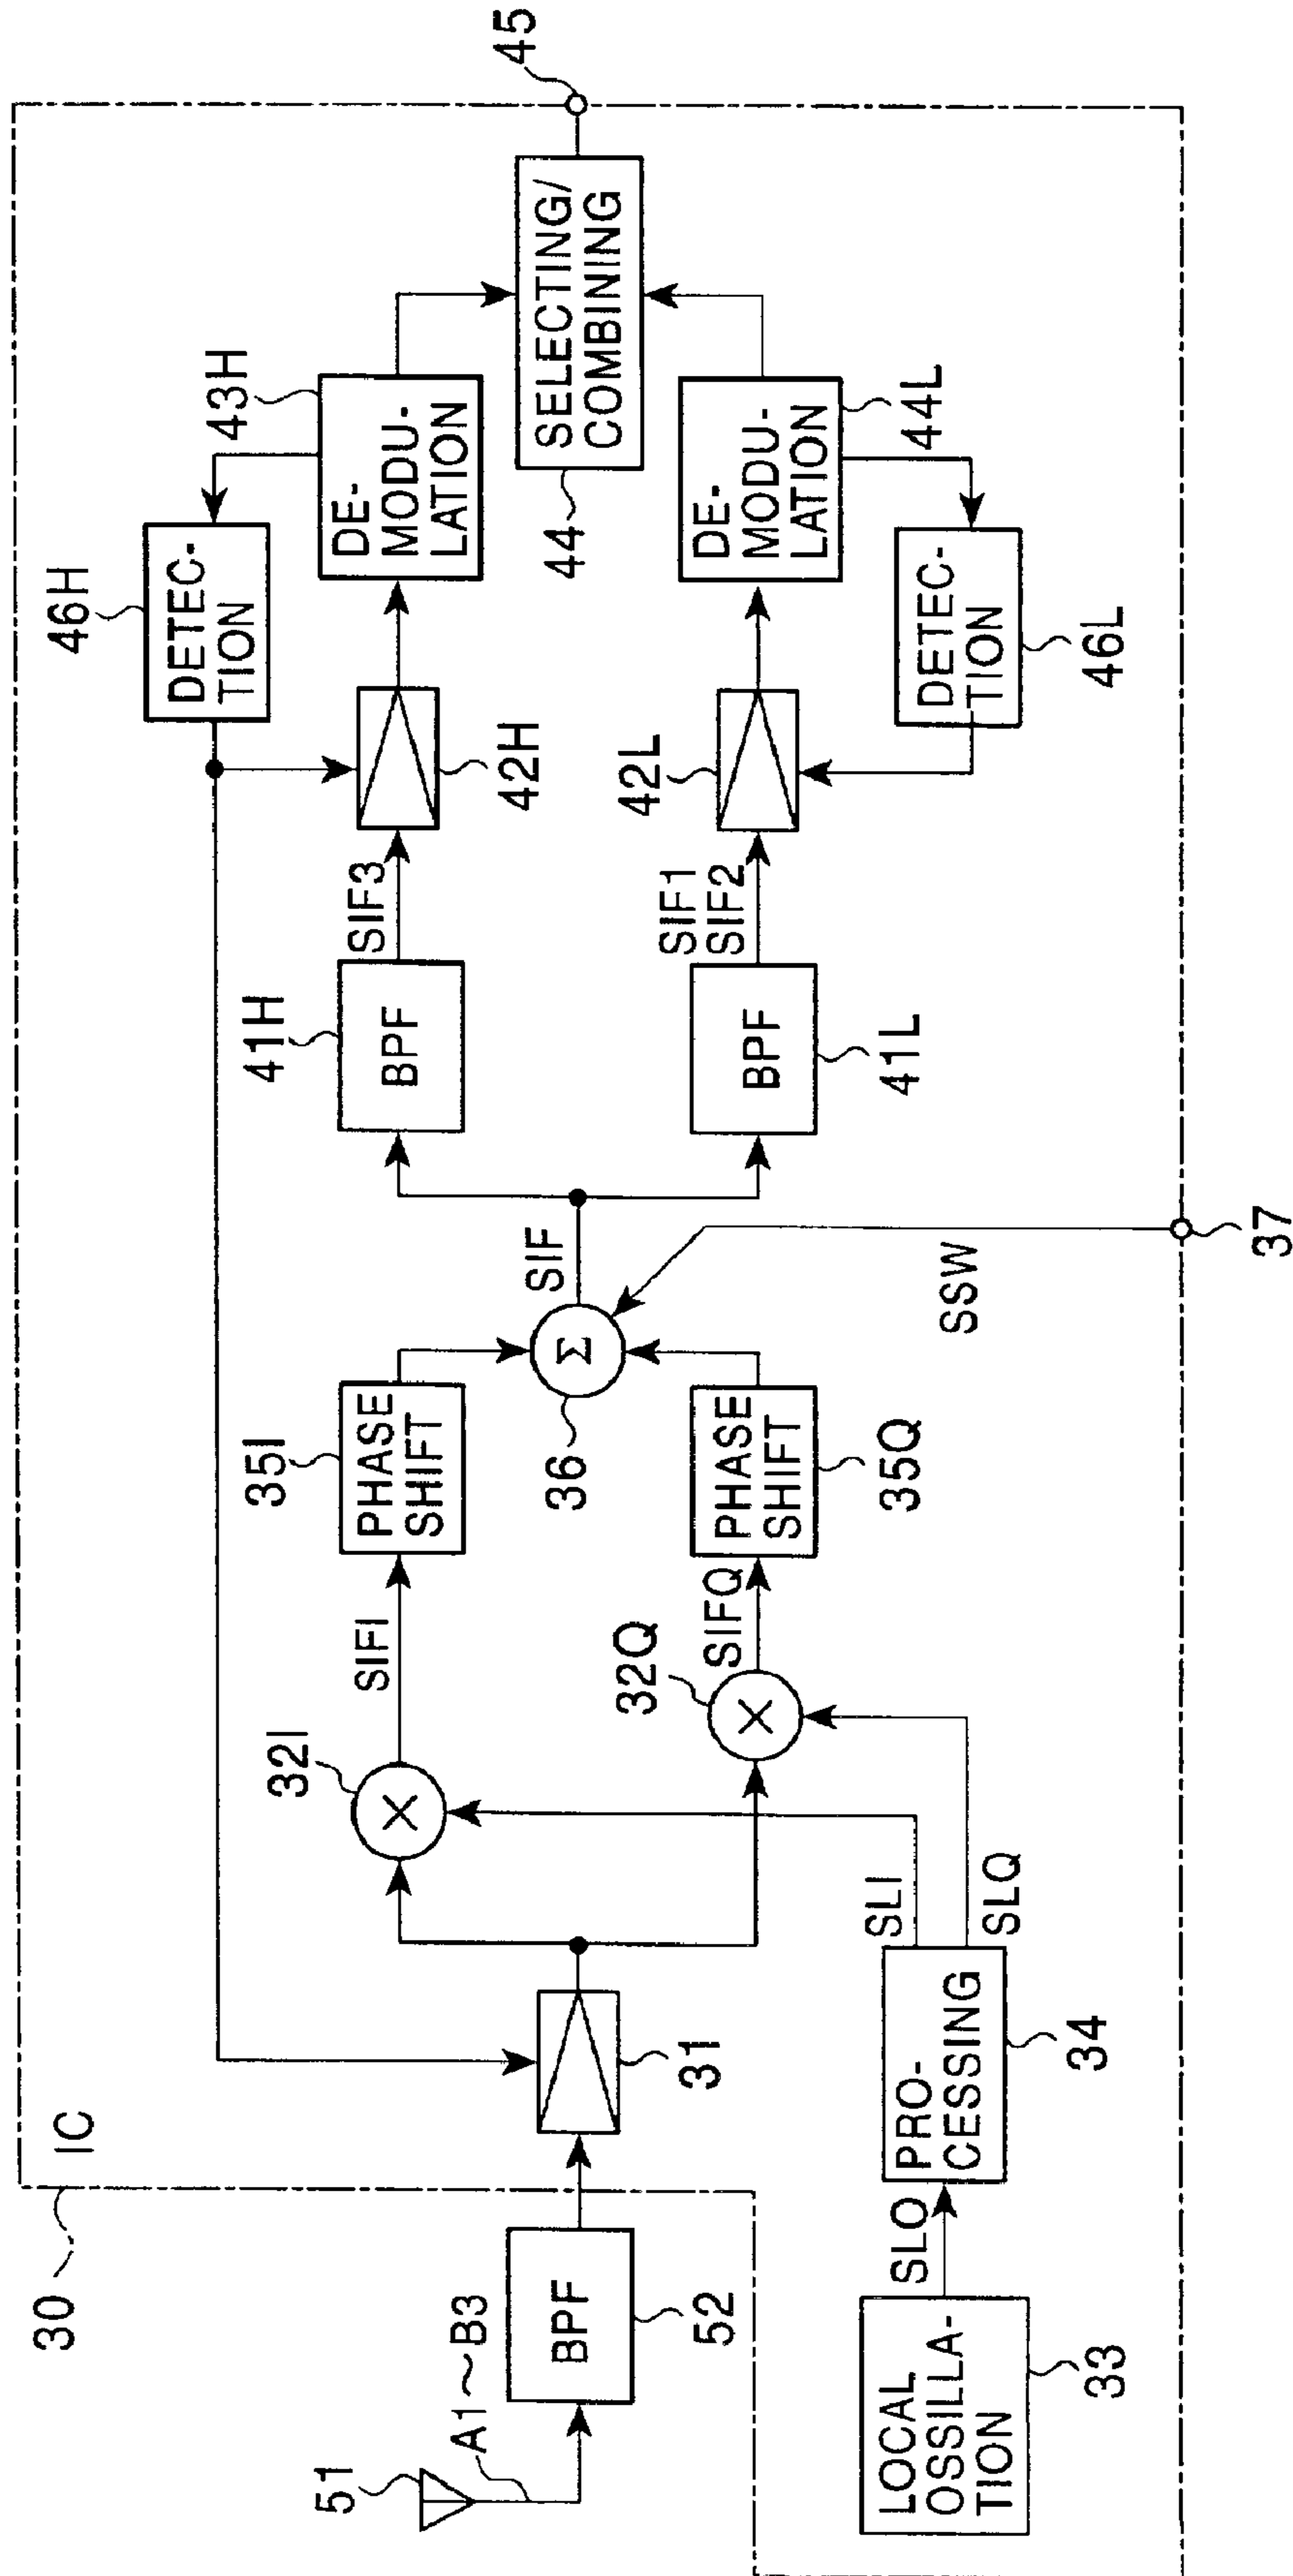 30
IC
51
A1～B3
BPF
52
31
LOCAL
OSSILLA-
TION
33
SLO
PRO-
CESSING
34
SLI
SLQ
32I
32Q
SIFI
SIFQ
35I
PHASE
SHIFT
PHASE
SHIFT
35Q
36
Σ
SIF
SSW
37
41H
BPF
BPF
41L
SIF3
SIF1
SIF2
42H
42L
46H
DETEC-
TION
43H
DE-
MODU-
LATION
DE-
MODU-
LATION
44L
DETEC-
TION
46L
44
SELECTING/
COMBINING
45